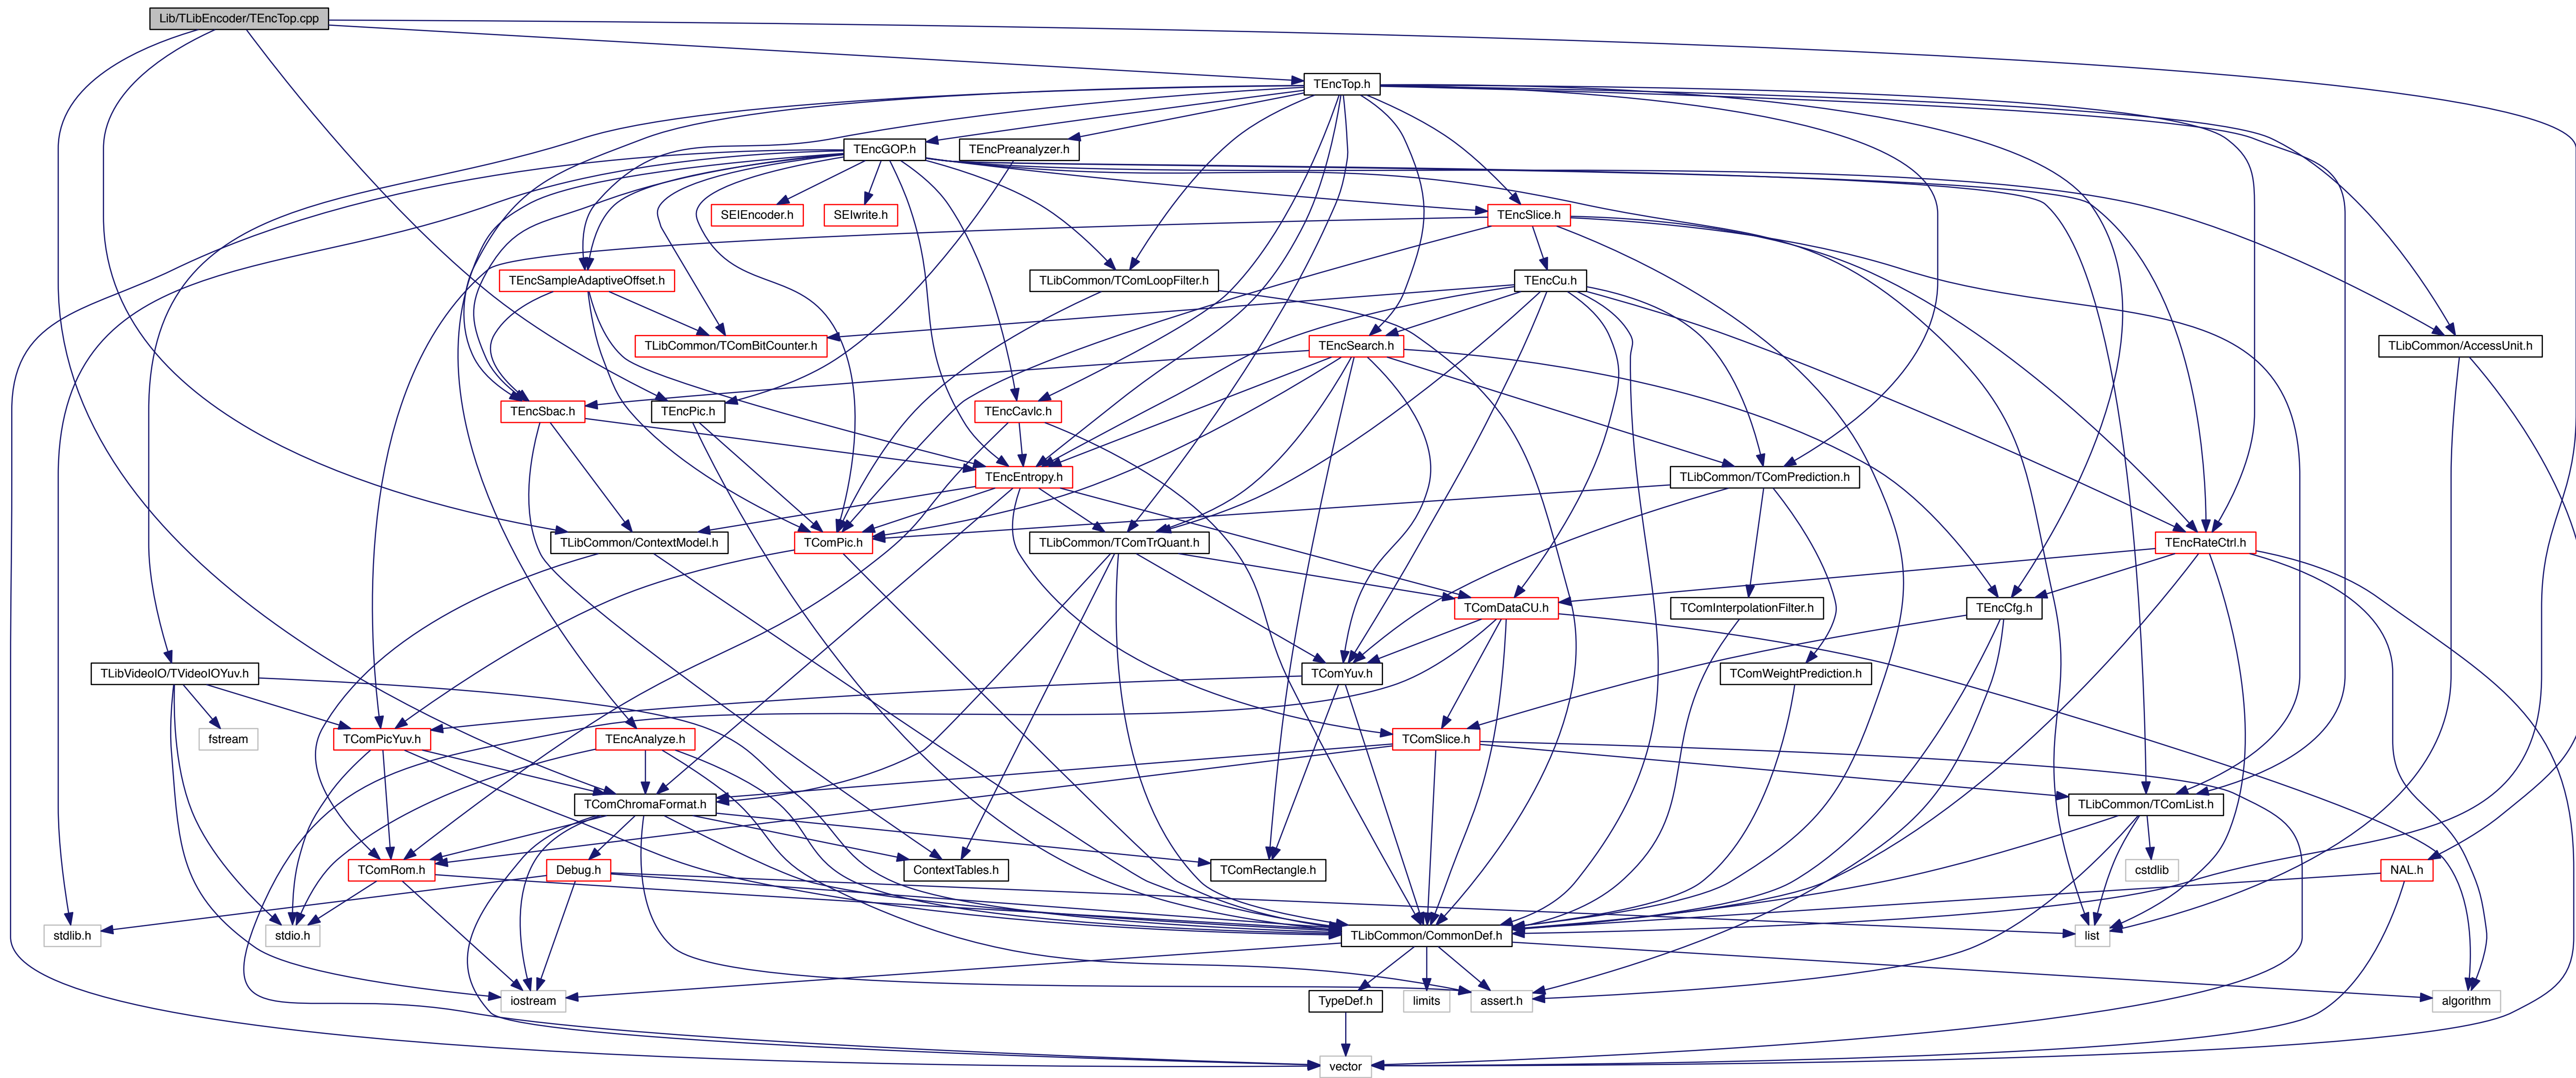 Lib/TLibEncoder/TEncTop.cpp
TEncTop.h
TEncGOP.h
TEncPreanalyzer.h
SEIEncoder.h
SEIwrite.h
TEncSlice.h
TEncSampleAdaptiveOffset.h
TLibCommon/TComLoopFilter.h
TEncCu.h
TLibCommon/TComBitCounter.h
TEncSearch.h
TLibCommon/AccessUnit.h
TEncSbac.h
TEncPic.h
TEncCavlc.h
TEncEntropy.h
TLibCommon/TComPrediction.h
TLibCommon/ContextModel.h
TComPic.h
TLibCommon/TComTrQuant.h
TEncRateCtrl.h
TComDataCU.h
TComInterpolationFilter.h
TEncCfg.h
TLibVideoIO/TVideoIOYuv.h
TComYuv.h
TComWeightPrediction.h
fstream
TComPicYuv.h
TEncAnalyze.h
TComSlice.h
TComChromaFormat.h
TLibCommon/TComList.h
TComRom.h
Debug.h
ContextTables.h
TComRectangle.h
cstdlib
NAL.h
stdlib.h
stdio.h
TLibCommon/CommonDef.h
list
iostream
TypeDef.h
limits
assert.h
algorithm
vector